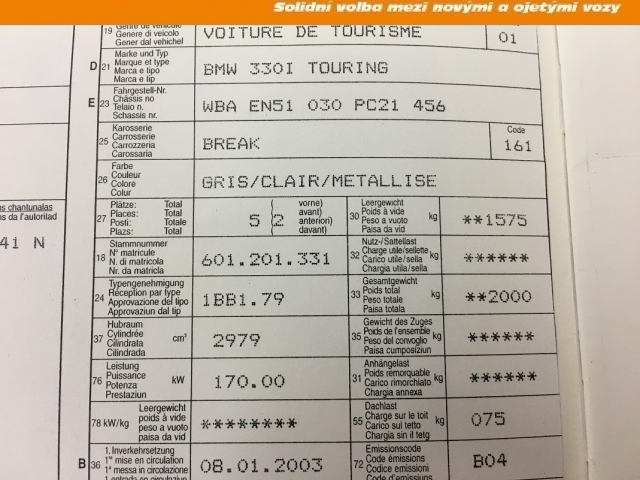 Solidní volba mezi novými a ojetými vozy
19 Genere di veicolo
Gener dal vehichel
VOITURE DE TOURISME
01
D 21 Marke und Typ
Marque et type
Marca e tipo
Marca e tip
BMW 330I TOURING
E 23 Fahrgestell-Nr.
Châssis no
Telaio n.
Schassis nr.
WBA EN51 030 PC21 456
25 Karosserie
Carrosserie
Carrozzeria
Carossaria
BREAK
Code
161
26 Farbe
Couleur
Colore
Colur
GRIS/CLAIR/METALLISE
27 Plätze: Total
Places: Total
Posti: Totale
Plazs: Total
5 (2
vorne)
avant)
anteriori)
davant)
30 Leergewicht
Poids à vide
Peso a vuoto
Paisa da vid
kg
**1575
18 Stammnummer
N° matricule
N. di matricola
Nr. da matricla
601.201.331
32 Nutz-/Sattellast
Charge utile/sellette
Carico utile/sella
Chargia utila/sella
kg
******
24 Typengenehmigung
Réception par type
Approvazione del tipo
Approvaziun dal tip
1BB1.79
33 Gesamtgewicht
Poids total
Peso totale
Paisa totala
kg
**2000
37 Hubraum
Cylindrée
Cilindrata
Cilindrada
cm³
2979
35 Gewicht des Zuges
Poids de l'ensemble
Peso del convoglio
Paisa cumposiziun
kg
******
76 Leistung
Puissance
Potenza
Prestaziun
kW
170.00
31 Anhängelast
Poids remorquable
Carico rimorchiato
Chargia annexa
kg
******
78 kW/kg
Leergewicht
poids à vide
peso a vuoto
paisa da vid
********
55 Dachlast
Charge sur le toit
Carico sul tetto
Chargia sin il tetg
kg
075
B 36 1. Inverkehrsetzung
1re mise en circulation
1a messa in circolazione
08.01.2003
72 Emissionscode
Code émissions
Codice emissioni
B04
chantunalas
da l'autoritad
41 N